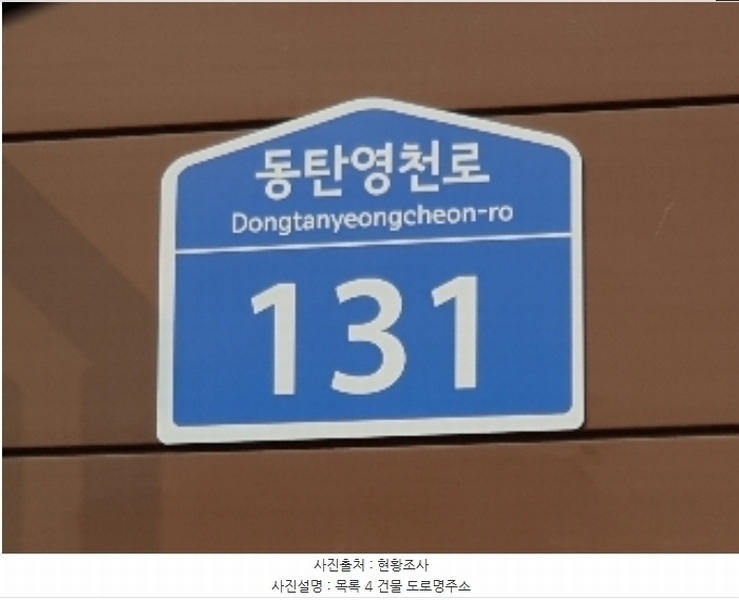 동탄영천로
Dongtanyeongcheon-ro
131
사진출처 : 현황조사
사진설명 : 목록 4 건물 도로명주소